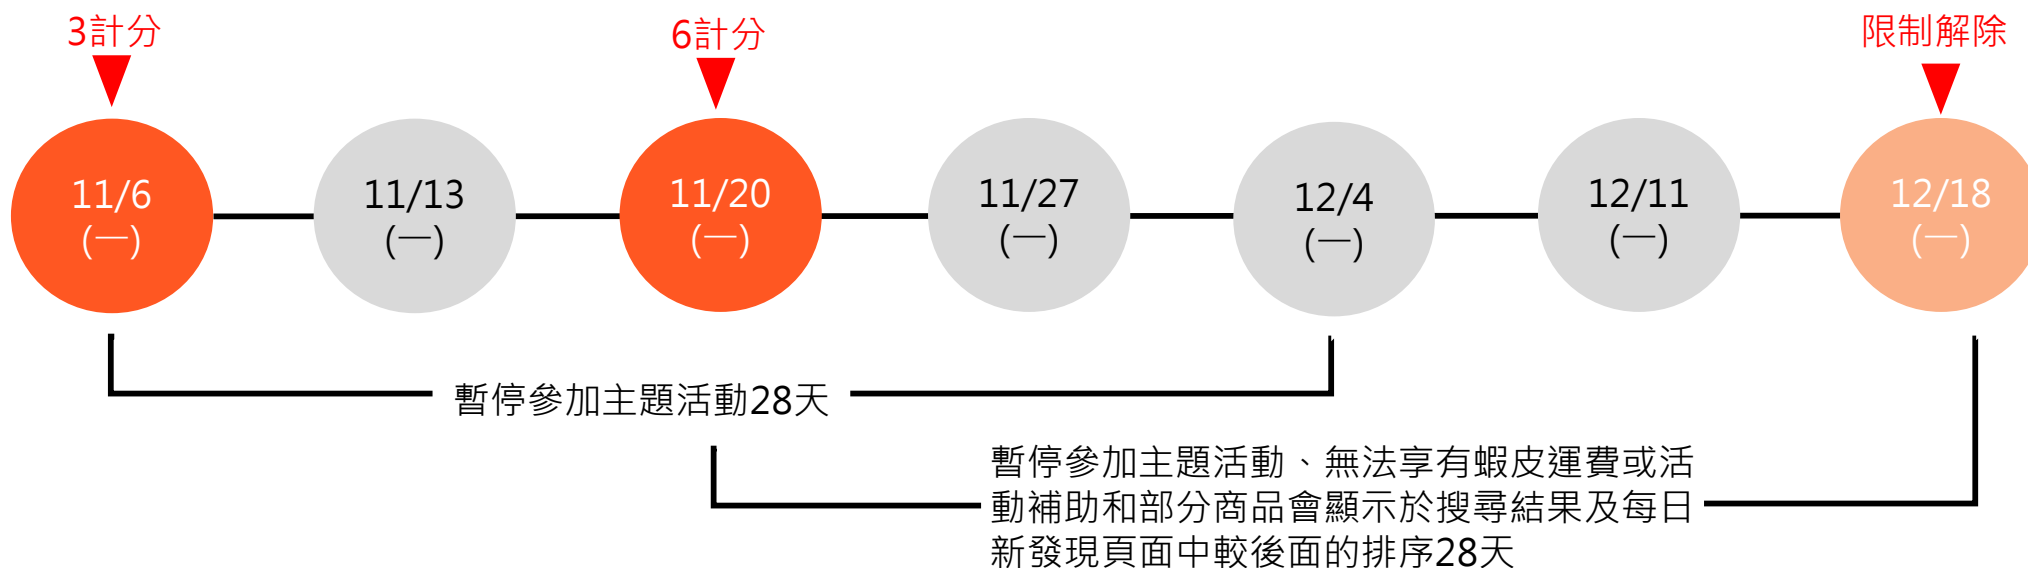 3計分
6計分
限制解除
11/6
(一)
11/13
(一)
11/20
(一)
11/27
(一)
12/4
(一)
12/11
(一)
12/18
(一)
暫停參加主題活動28天
暫停參加主題活動、無法享有蝦皮運費或活
動補助和部分商品會顯示於搜尋結果及每日
新發現頁面中較後面的排序28天